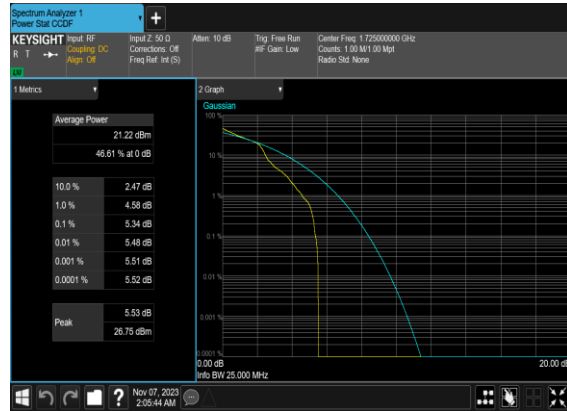 Spectrum Analyzer 1
Power Stat CCDF
+
KEYSIGHT
R T
Input: RF
Coupling: DC
Align: Off
Input Z: 50 Ω
Corrections: Off
Freq Ref: Int (S)
Atten: 10 dB
Trig: Free Run
#IF Gain: Low
Center Freq: 1.725000000 GHz
Counts: 1.00 M/1.00 Mpt
Radio Std: None
1 Metrics
Average Power
21.22 dBm
46.61 % at 0 dB
10.0 % 2.47 dB
1.0 % 4.58 dB
0.1 % 5.34 dB
0.01 % 5.48 dB
0.001 % 5.51 dB
0.0001 % 5.52 dB
Peak
5.53 dB
26.75 dBm
2 Graph
Gaussian
100 %
10 %
1 %
0.1 %
0.01 %
0.001 %
0.0001 %
0.00 dB
20.00 dB
Info BW 25.000 MHz
?
Nov 07, 2023
2:05:44 AM